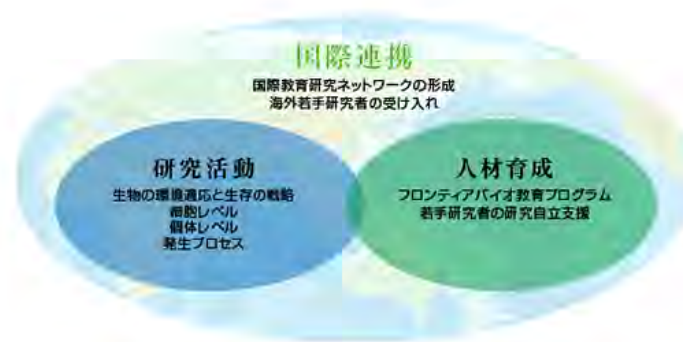 国際連携
国際教育研究ネットワークの形成
海外若手研究者の受け入れ
研究活動
生物の環境適応と生存の戦略
細胞レベル
個体レベル
発生プロセス
人材育成
フロンティアバイオ教育プログラム
若手研究者の研究自立支援